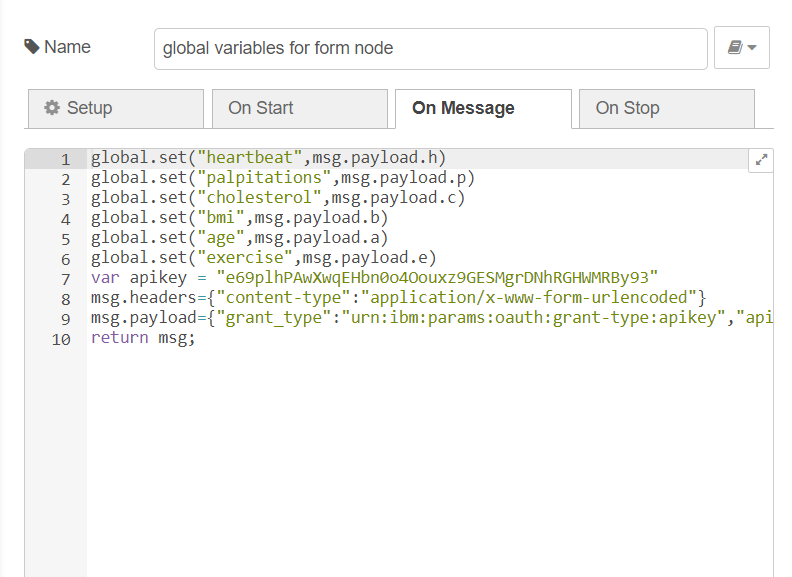 Name
global variables for form node
Setup
On Start
On Message
On Stop
1 global.set("heartbeat",msg.payload.h)
2 global.set("palpitations",msg.payload.p)
3 global.set("cholesterol",msg.payload.c)
4 global.set("bmi",msg.payload.b)
5 global.set("age",msg.payload.a)
6 global.set("exercise",msg.payload.e)
7 var apikey = "e69plhPAwXwqEHbn0o4Oouxz9GESMgrDNhRGHWMRBy93"
8 msg.headers={"content-type":"application/x-www-form-urlencoded"}
9 msg.payload={"grant_type":"urn:ibm:params:oauth:grant-type:apikey","api
10 return msg;